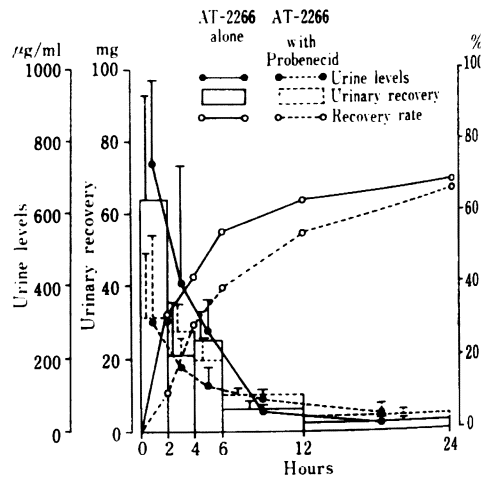 AT-2266 alone
AT-2266 with Probenecid
Urine levels
Urinary recovery
Recovery rate
µg/ml
mg
%
1000
800
600
400
200
0
Urine levels
100
80
60
40
20
0
Urinary recovery
100
80
60
40
20
0
0 2 4 6 12 24
Hours